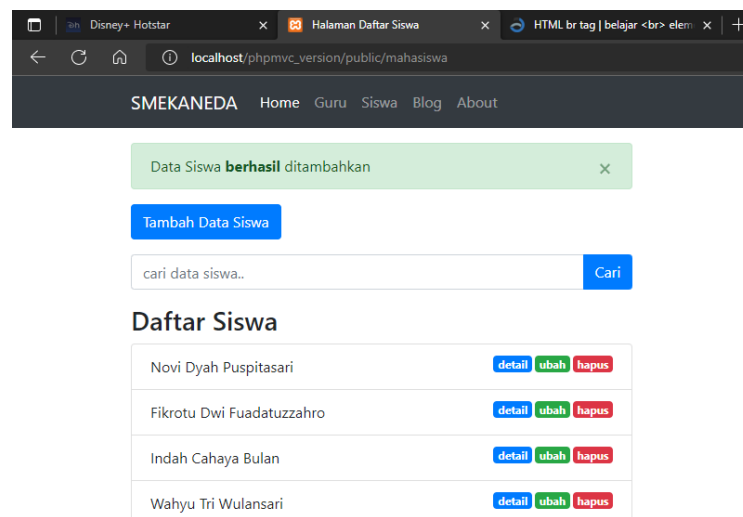 Disney+ Hotstar Halaman Daftar Siswa HTML br tag | belajar <br> elem
localhost/phpmvc_version/public/mahasiswa
SMEKANEDA Home Guru Siswa Blog About
Data Siswa berhasil ditambahkan ×
Tambah Data Siswa
cari data siswa.. Cari
Daftar Siswa
Novi Dyah Puspitasari detail ubah hapus
Fikrotu Dwi Fuadatuzzahro detail ubah hapus
Indah Cahaya Bulan detail ubah hapus
Wahyu Tri Wulansari detail ubah hapus